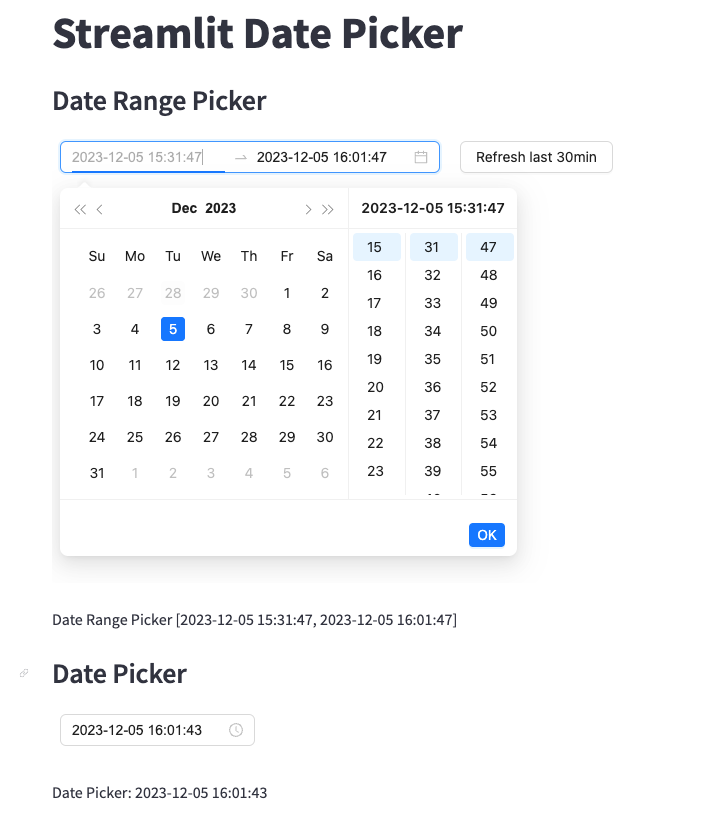 Streamlit Date Picker
Date Range Picker
2023-12-05 15:31:47 → 2023-12-05 16:01:47 Refresh last 30min
Dec 2023 2023-12-05 15:31:47
Su Mo Tu We Th Fr Sa 15 31 47
26 27 28 29 30 1 2 16 32 48
3 4 5 6 7 8 9 17 33 49
10 11 12 13 14 15 16 18 34 50
17 18 19 20 21 22 23 19 35 51
24 25 26 27 28 29 30 20 36 52
31 1 2 3 4 5 6 21 37 53
22 38 54
23 39 55
OK
Date Range Picker [2023-12-05 15:31:47, 2023-12-05 16:01:47]
Date Picker
2023-12-05 16:01:43
Date Picker: 2023-12-05 16:01:43